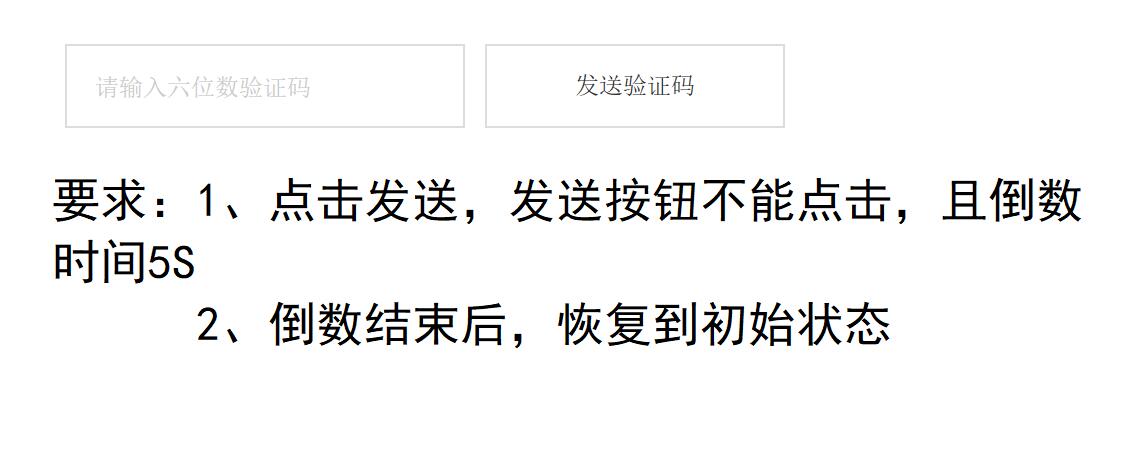 请输入六位数验证码 发送验证码
要求：1、点击发送，发送按钮不能点击，且倒数
时间5S
2、倒数结束后，恢复到初始状态